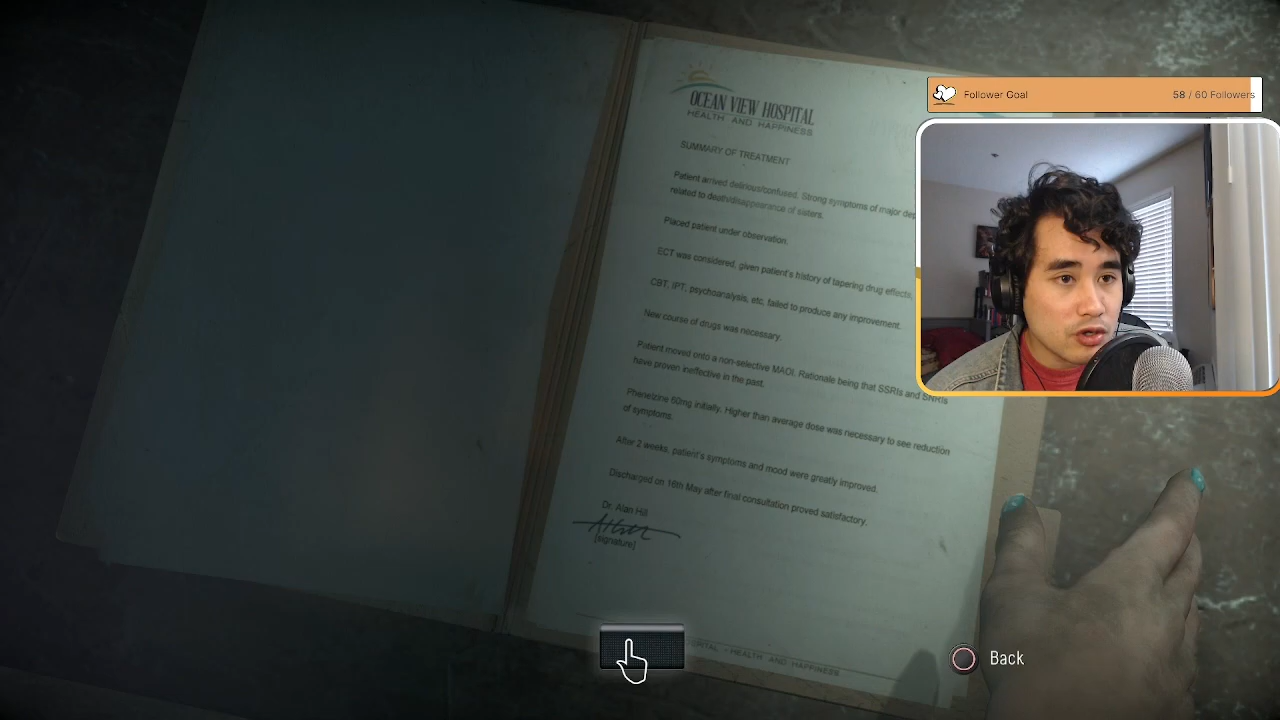 Follower Goal
58 / 60 Followers
OCEAN VIEW HOSPITAL
HEALTH AND HAPPINESS
SUMMARY OF TREATMENT
Patient arrived delirious/confused. Strong symptoms of major
related to death/disappearance of sisters.
Placed patient under observation.
ECT was considered, given patient's history of tapering drug effects,
CBT, IPT, psychoanalysis, etc, failed to produce any improvement.
New course of drugs was necessary.
Patient moved onto a non-selective MAOI. Rationale being that SSRIs and SNRIs
have proven ineffective in the past.
Phenelzine 60mg initially. Higher than average dose was necessary to see reduction
of symptoms.
After 2 weeks, patient's symptoms and mood were greatly improved.
Discharged on 16th May after final consultation proved satisfactory.
Dr. Alan Hill
[signature]
HEALTH AND HAPPINESS
Back